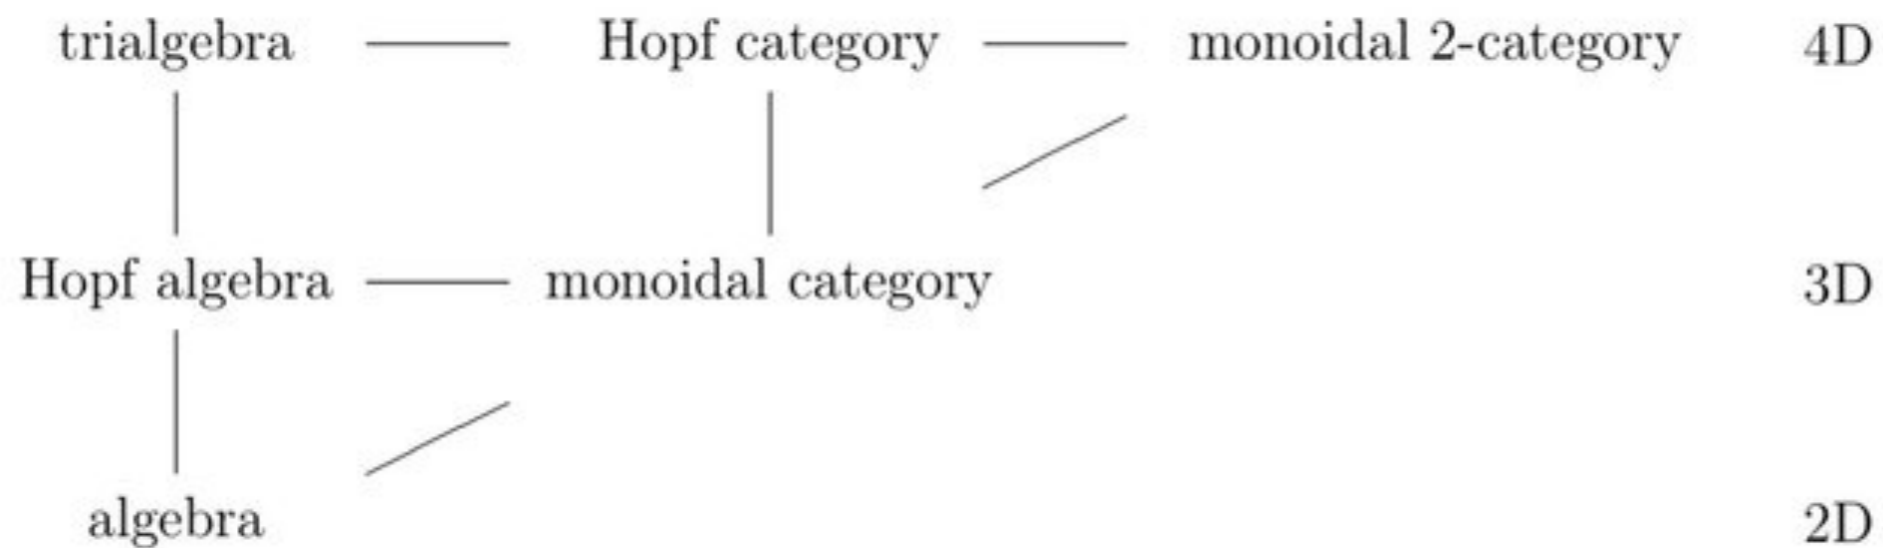 trialgebra Hopf category monoidal 2-category 4D
Hopf algebra monoidal category 3D
algebra 2D